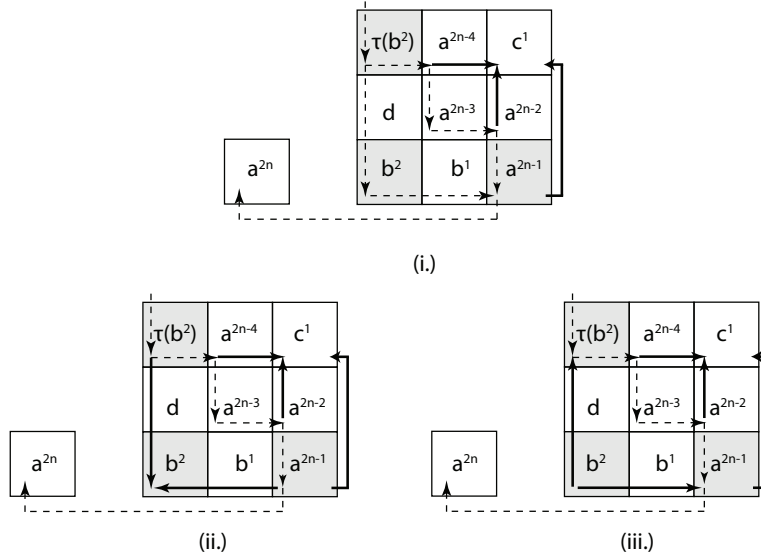 τ(b²) a²ⁿ⁻⁴ c¹
d a²ⁿ⁻³ a²ⁿ⁻²
a²ⁿ b² b¹ a²ⁿ⁻¹
(i.)
τ(b²) a²ⁿ⁻⁴ c¹ τ(b²) a²ⁿ⁻⁴ c¹
d a²ⁿ⁻³ a²ⁿ⁻² d a²ⁿ⁻³ a²ⁿ⁻²
a²ⁿ b² b¹ a²ⁿ⁻¹ a²ⁿ b² b¹ a²ⁿ⁻¹
(ii.) (iii.)